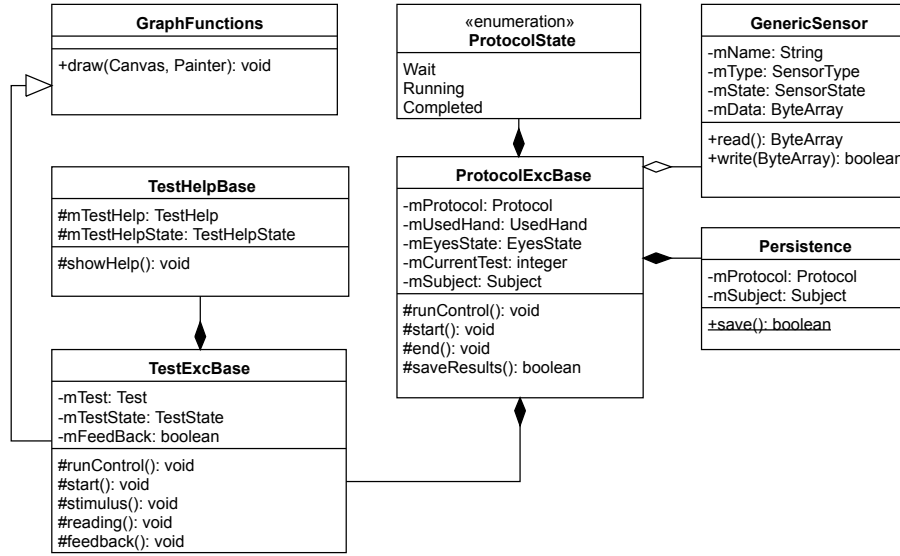 GraphFunctions
+draw(Canvas, Painter): void
«enumeration»
ProtocolState
Wait
Running
Completed
GenericSensor
-mName: String
-mType: SensorType
-mState: SensorState
-mData: ByteArray
+read(): ByteArray
+write(ByteArray): boolean
TestHelpBase
#mTestHelp: TestHelp
#mTestHelpState: TestHelpState
#showHelp(): void
ProtocolExcBase
-mProtocol: Protocol
-mUsedHand: UsedHand
-mEyesState: EyesState
-mCurrentTest: integer
-mSubject: Subject
#runControl(): void
#start(): void
#end(): void
#saveResults(): boolean
Persistence
-mProtocol: Protocol
-mSubject: Subject
+save(): boolean
TestExcBase
-mTest: Test
-mTestState: TestState
-mFeedBack: boolean
#runControl(): void
#start(): void
#stimulus(): void
#reading(): void
#feedback(): void